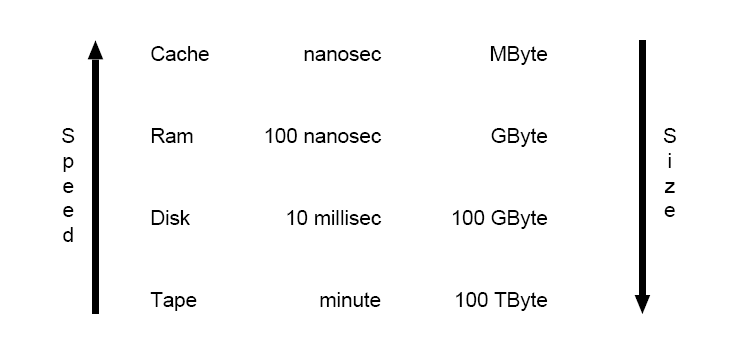 Cache nanosec MByte
Ram 100 nanosec GByte
Disk 10 millisec 100 GByte
Tape minute 100 TByte
Speed
Size